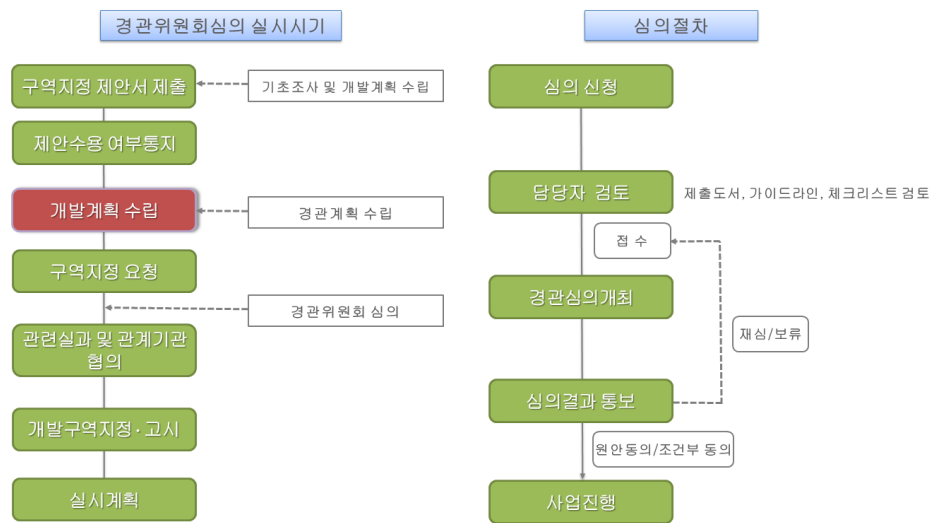 경관위원회심의 실시시기
구역지정 제안서 제출
기초조사 및 개발계획 수립
제안수용 여부통지
개발계획 수립
경관계획 수립
구역지정 요청
경관위원회 심의
관련실과 및 관계기관
협의
개발구역지정·고시
실시계획
심의절차
심의 신청
담당자 검토
제출도서, 가이드라인, 체크리스트 검토
접 수
경관심의개최
재심/보류
심의결과 통보
원안동의/조건부 동의
사업진행